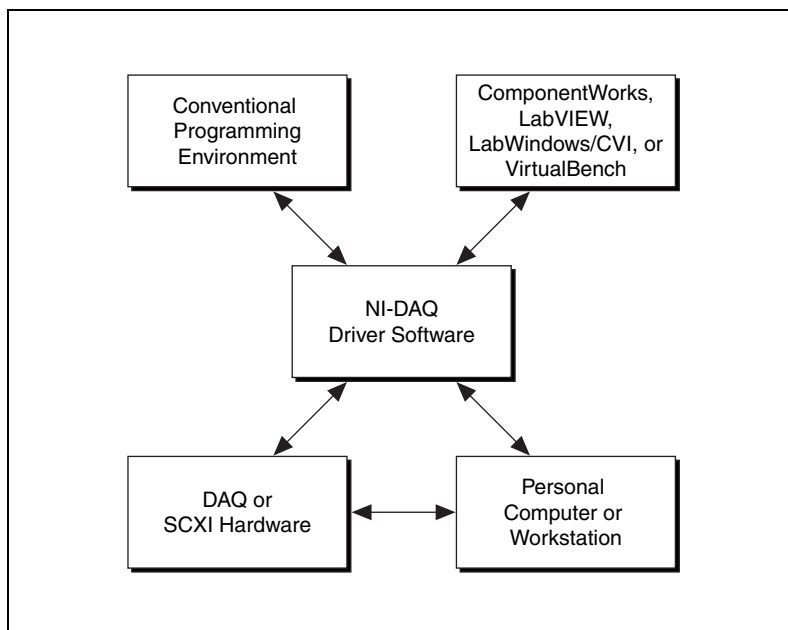 Conventional
Programming
Environment
ComponentWorks,
LabVIEW,
LabWindows/CVI, or
VirtualBench
NI-DAQ
Driver Software
DAQ or
SCXI Hardware
Personal
Computer or
Workstation